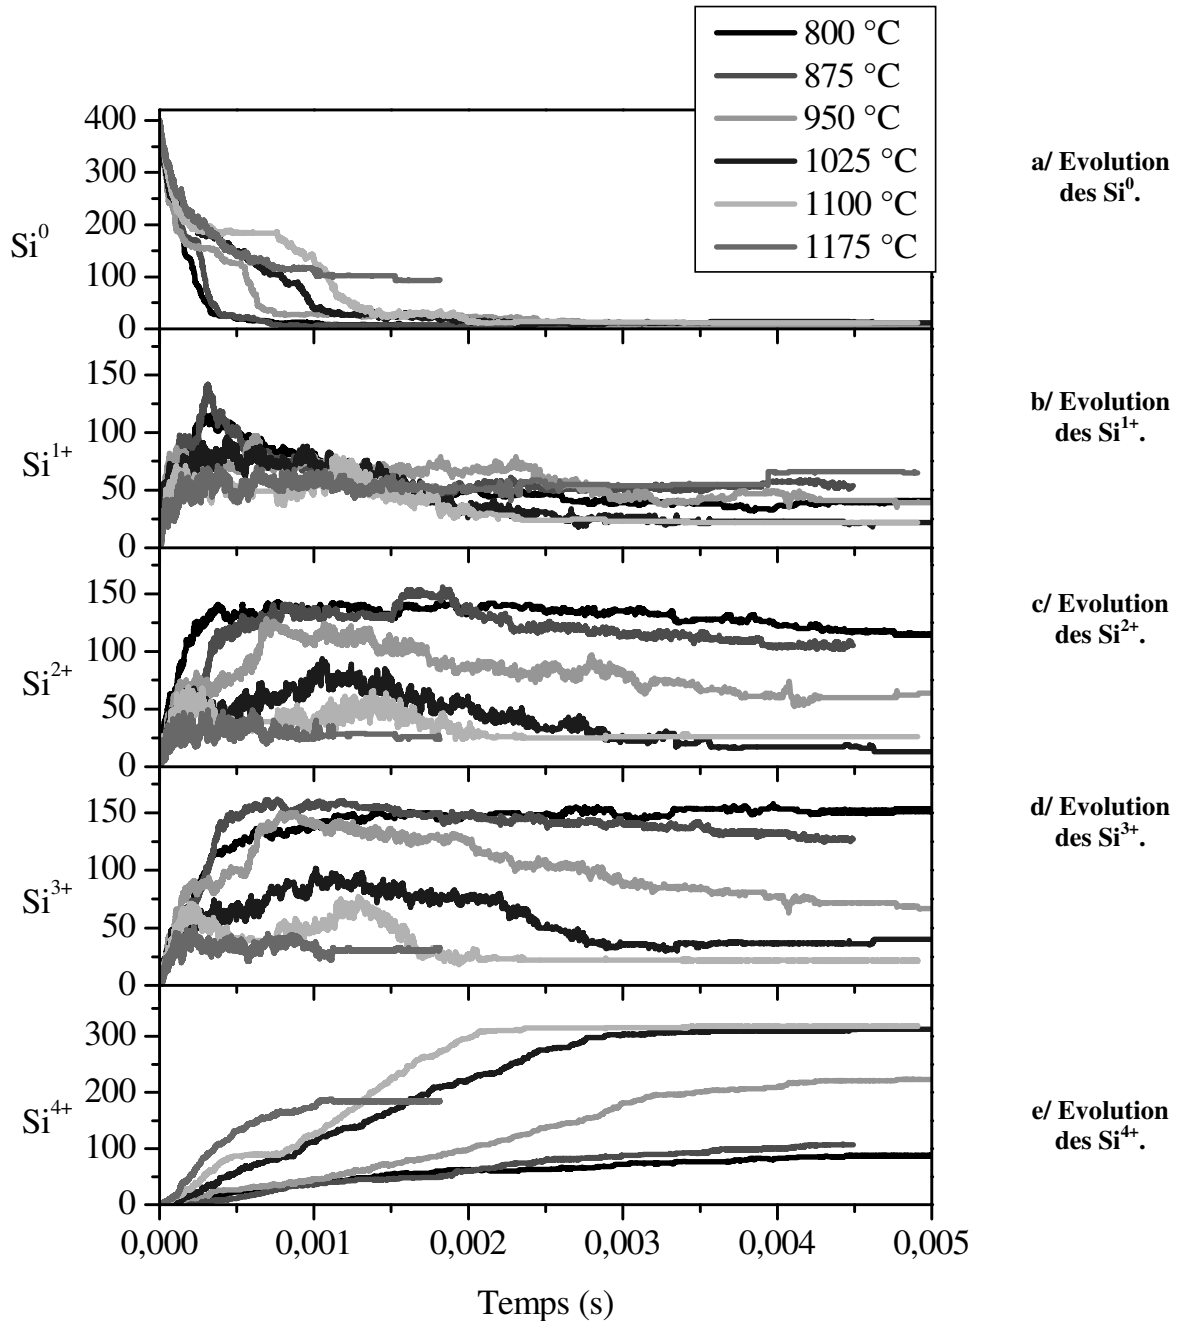 800 °C
875 °C
950 °C
1025 °C
1100 °C
1175 °C
400
300
200
100
0
Si⁰
a/ Evolution
des Si⁰.
150
100
50
0
Si¹⁺
b/ Evolution
des Si¹⁺.
150
100
50
0
Si²⁺
c/ Evolution
des Si²⁺.
150
100
50
0
Si³⁺
d/ Evolution
des Si³⁺.
300
200
100
0
Si⁴⁺
e/ Evolution
des Si⁴⁺.
0,000 0,001 0,002 0,003 0,004 0,005
Temps (s)